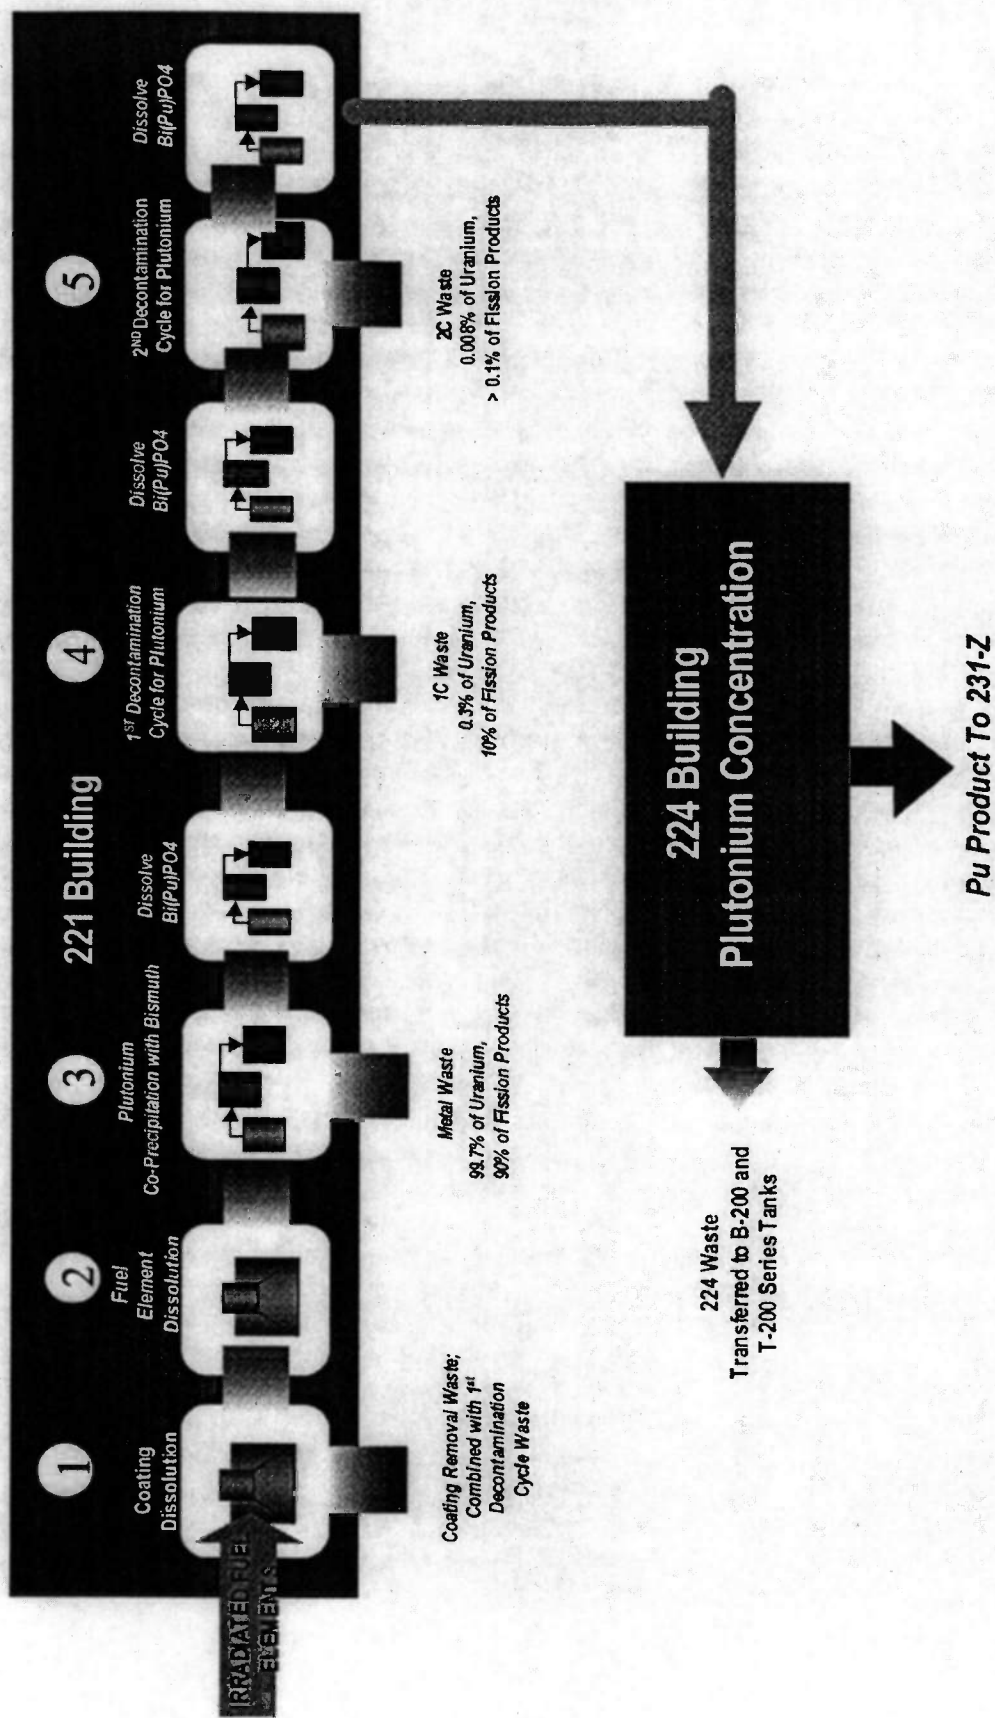 221 Building
1
Coating
Dissolution
2
Fuel
Element
Dissolution
3
Plutonium
Co-Precipitation with Bismuth
Dissolve
Bi(Pu)PO4
4
1ST Decontamination
Cycle for Plutonium
Dissolve
Bi(Pu)PO4
5
2ND Decontamination
Cycle for Plutonium
Dissolve
Bi(Pu)PO4
IRRADIATED FUEL
ELEMENTS
Coating Removal Waste;
Combined with 1st
Decontamination
Cycle Waste
Metal Waste
99.7% of Uranium,
90% of Fission Products
1C Waste
0.3% of Uranium,
10% of Fission Products
2C Waste
0.008% of Uranium,
> 0.1% of Fission Products
224 Waste
Transferred to B-200 and
T-200 Series Tanks
224 Building
Plutonium Concentration
Pu Product To 231-Z